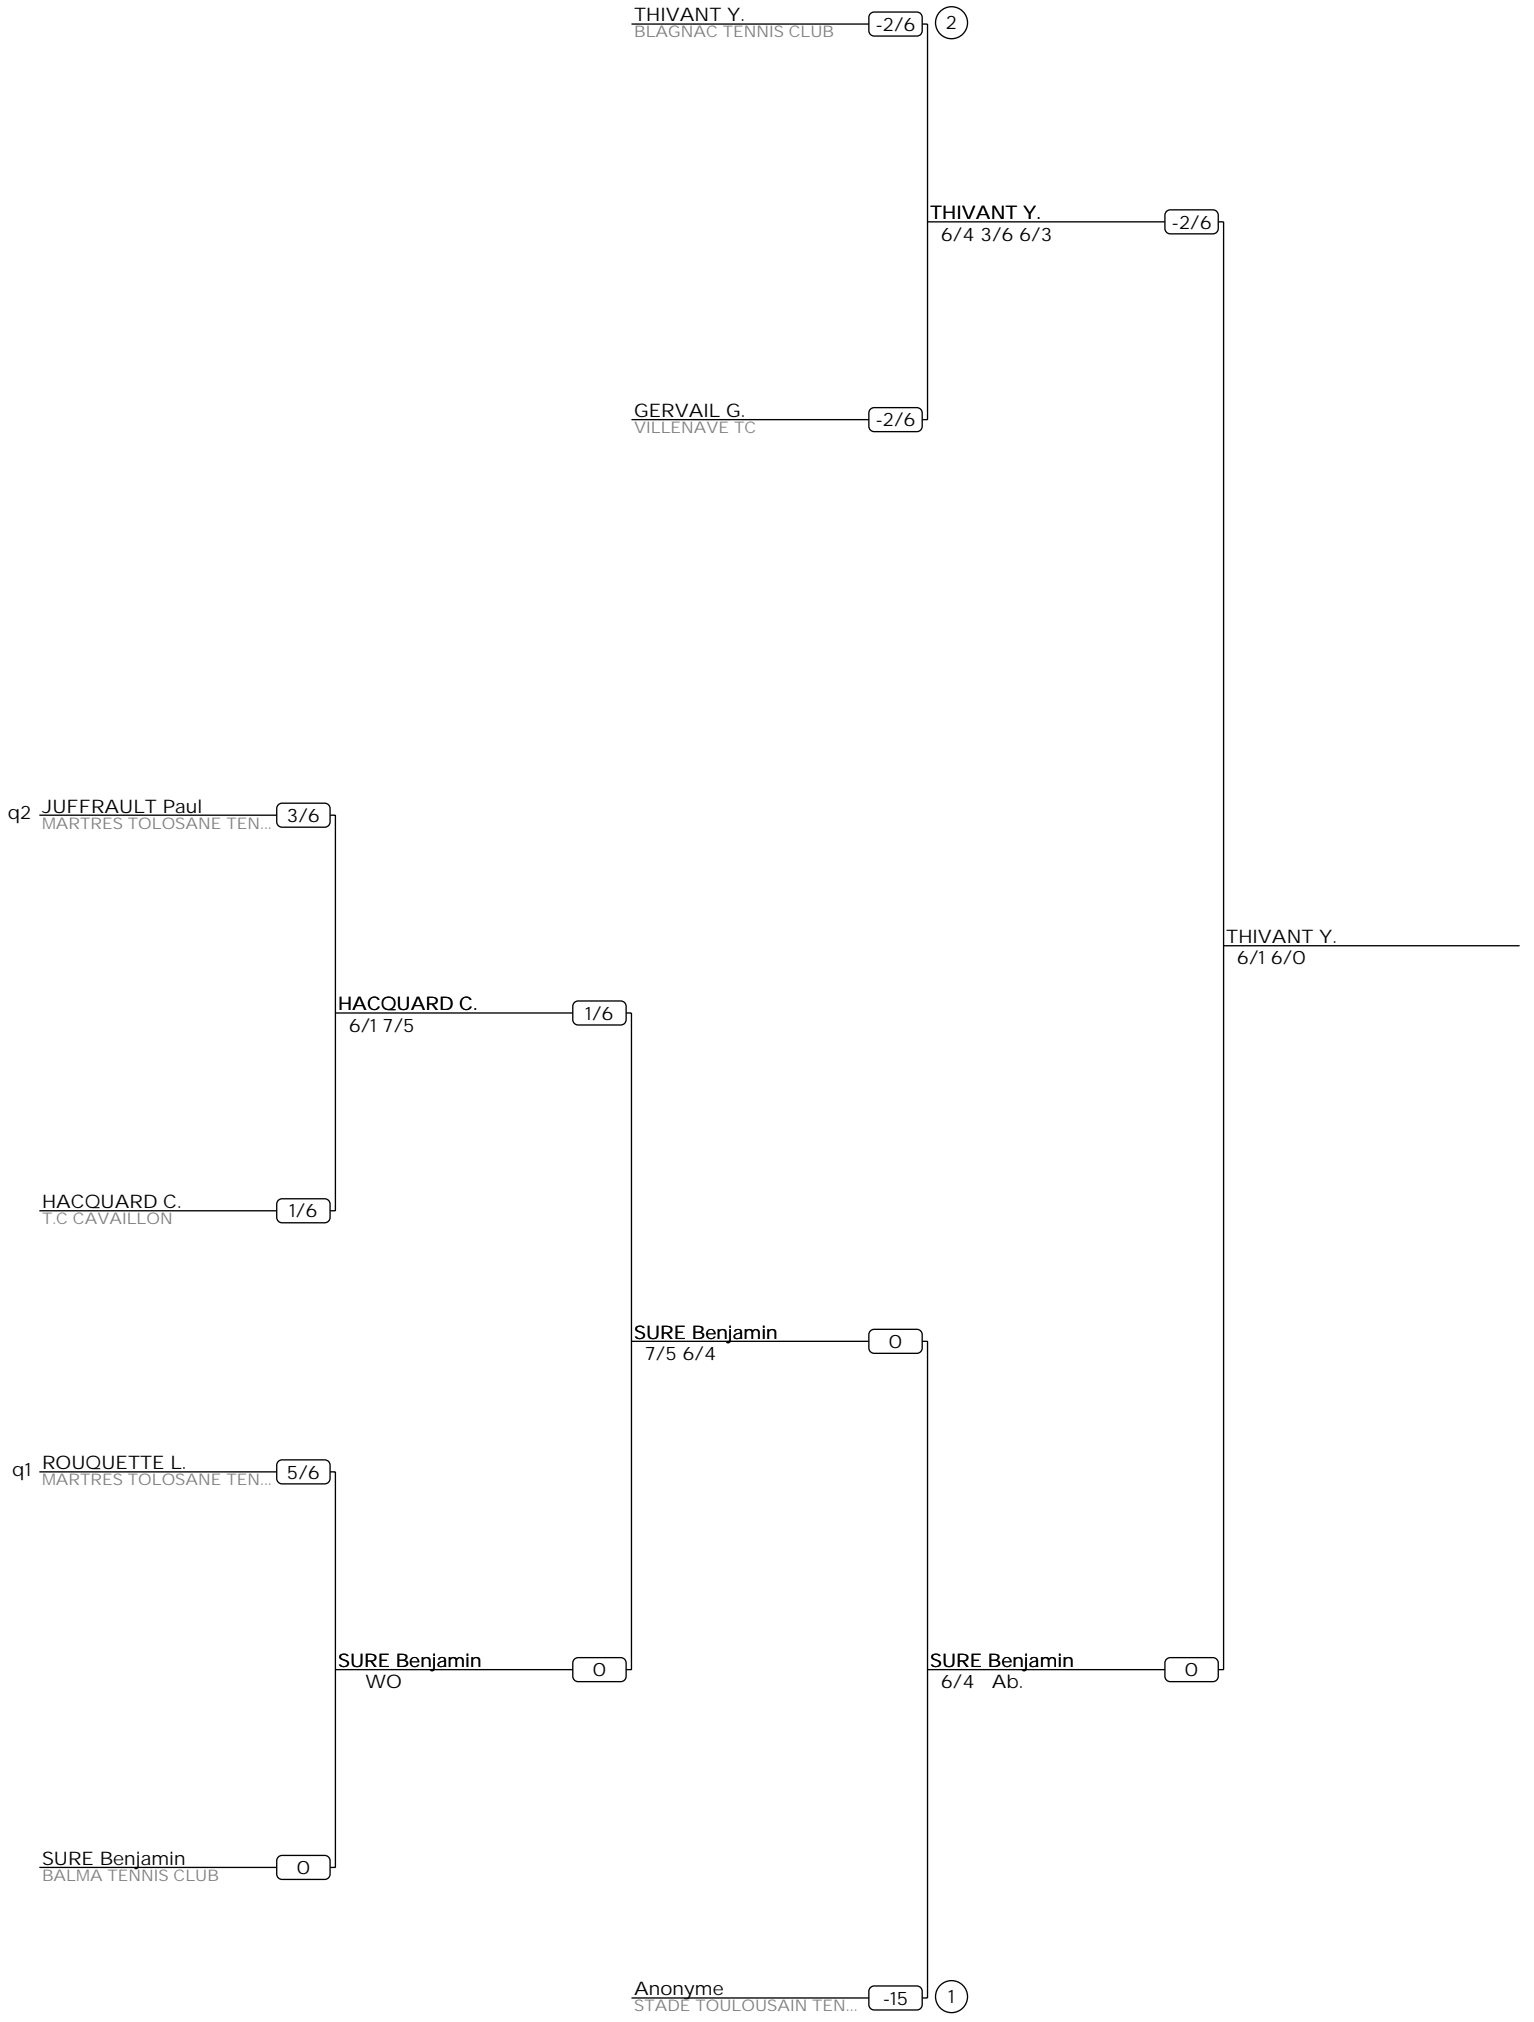 THIVANT Y.
BLAGNAC TENNIS CLUB
-2/6
2
THIVANT Y.
6/4 3/6 6/3
-2/6
GERVAIL G.
VILLENAVE TC
-2/6
q2
JUFFRAULT Paul
MARTRES TOLOSANE TEN...
3/6
THIVANT Y.
6/1 6/0
HACQUARD C.
6/1 7/5
1/6
HACQUARD C.
T.C CAVAILLON
1/6
SURE Benjamin
7/5 6/4
0
q1
ROUQUETTE L.
MARTRES TOLOSANE TEN...
5/6
SURE Benjamin
WO
0
SURE Benjamin
6/4 Ab.
0
SURE Benjamin
BALMA TENNIS CLUB
0
Anonyme
STADE TOULOUSAIN TEN...
-15
1